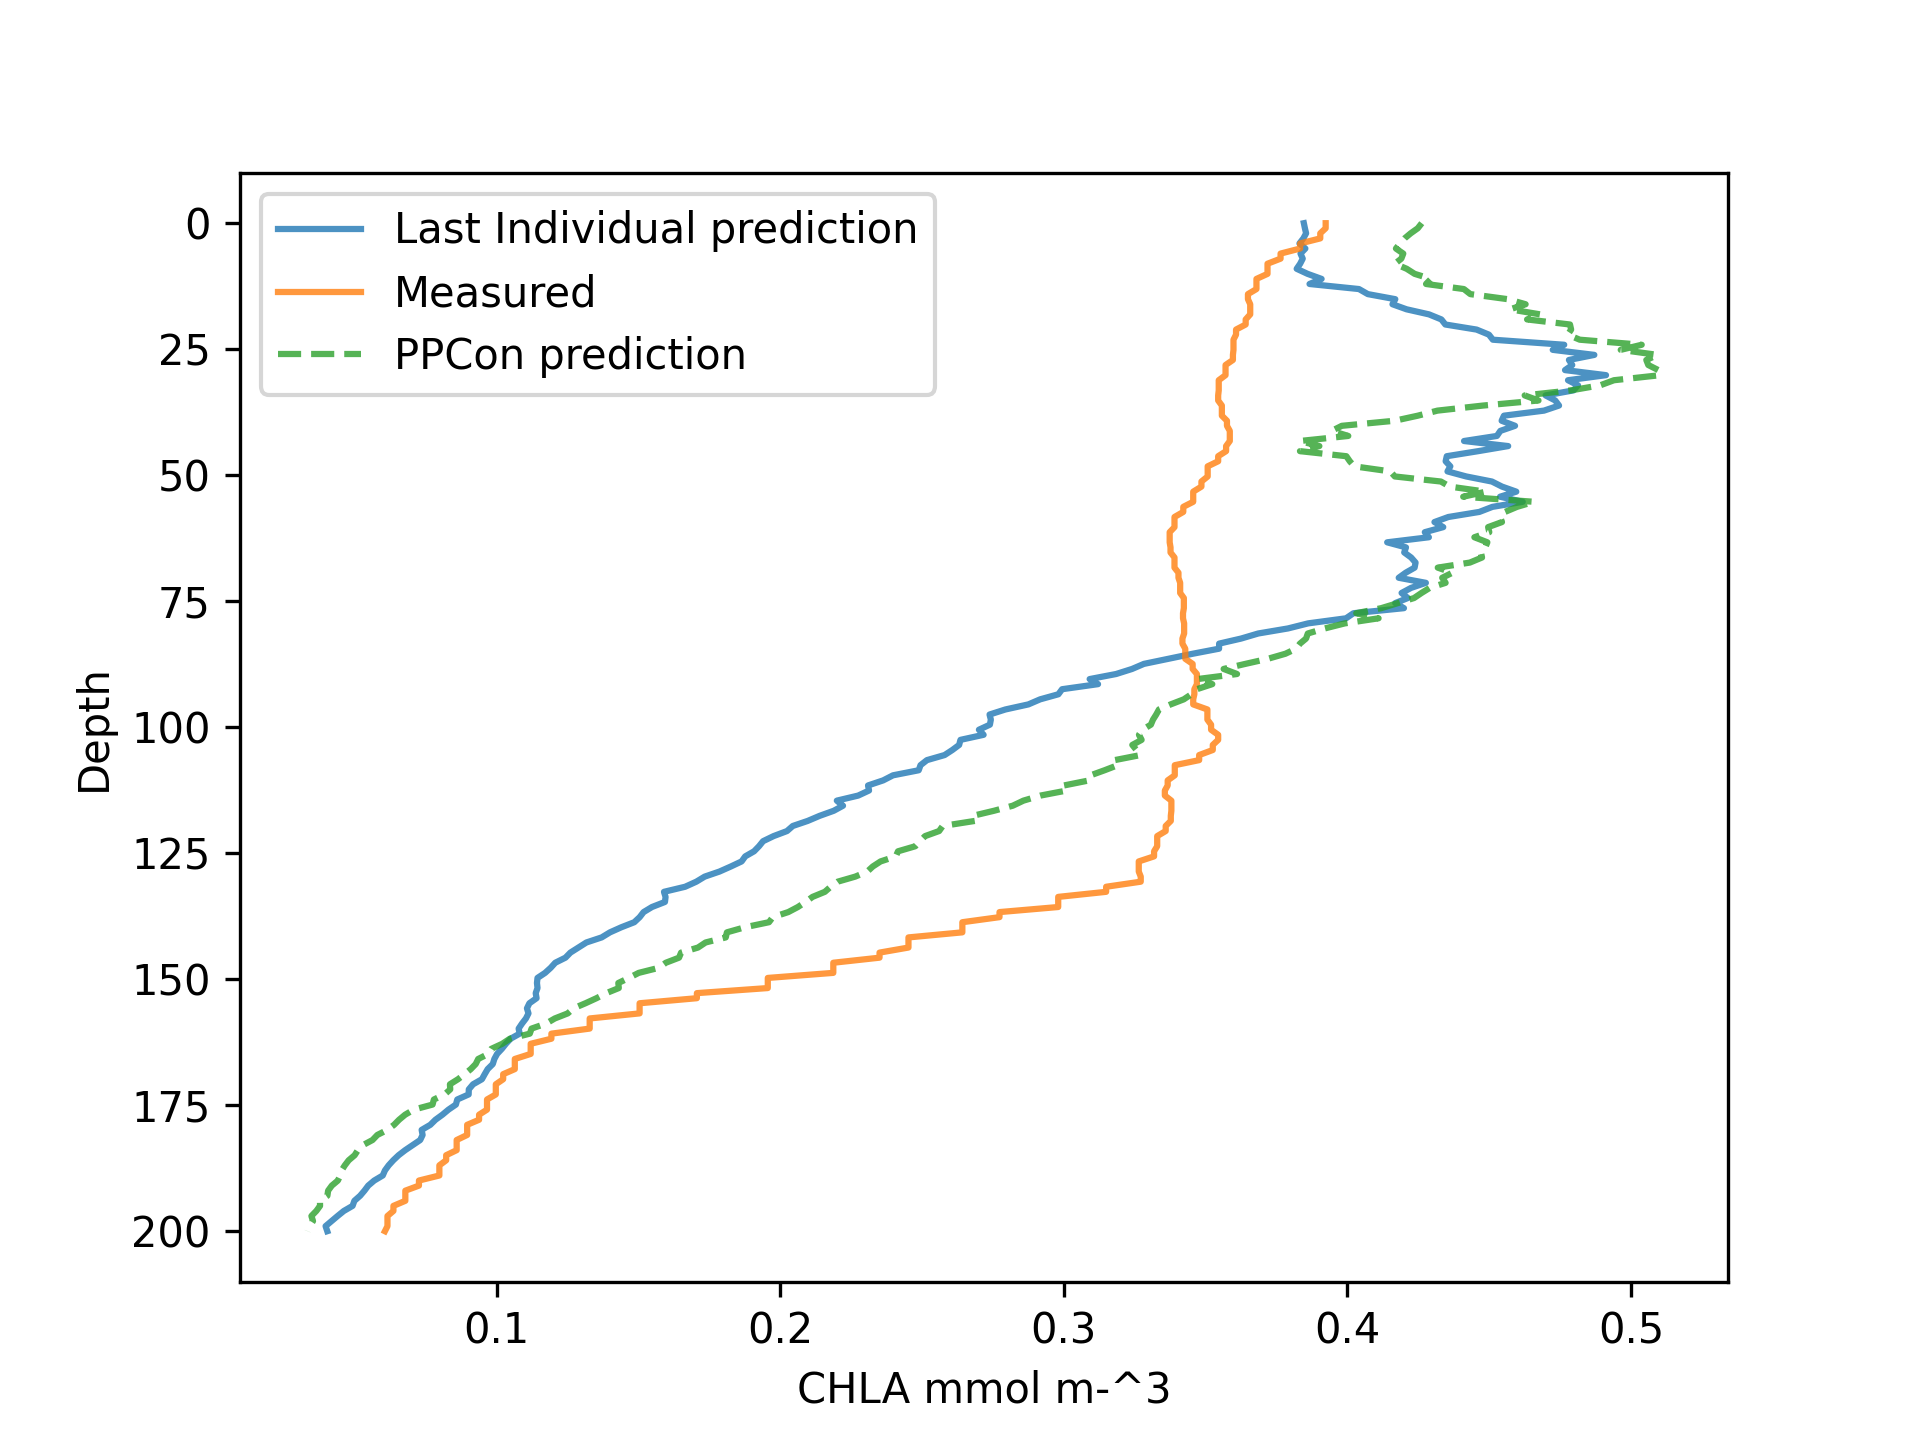 Last Individual prediction
Measured
PPCon prediction
0
25
50
75
100
125
150
175
200
Depth
0.1 0.2 0.3 0.4 0.5
CHLA mmol m-^3